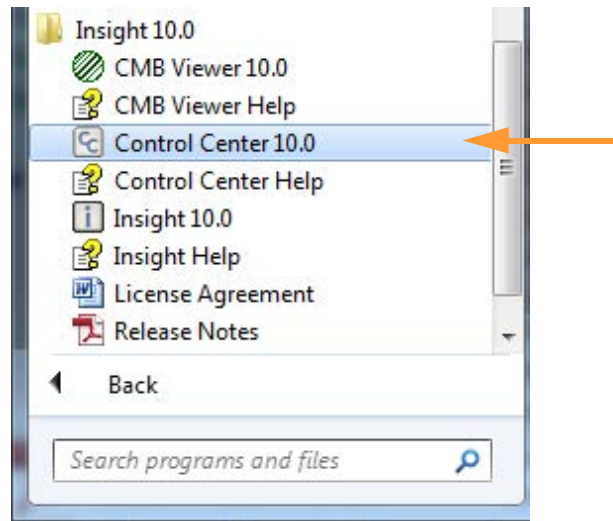 Insight 10.0
CMB Viewer 10.0
CMB Viewer Help
Control Center 10.0
Control Center Help
Insight 10.0
Insight Help
License Agreement
Release Notes
Back
Search programs and files